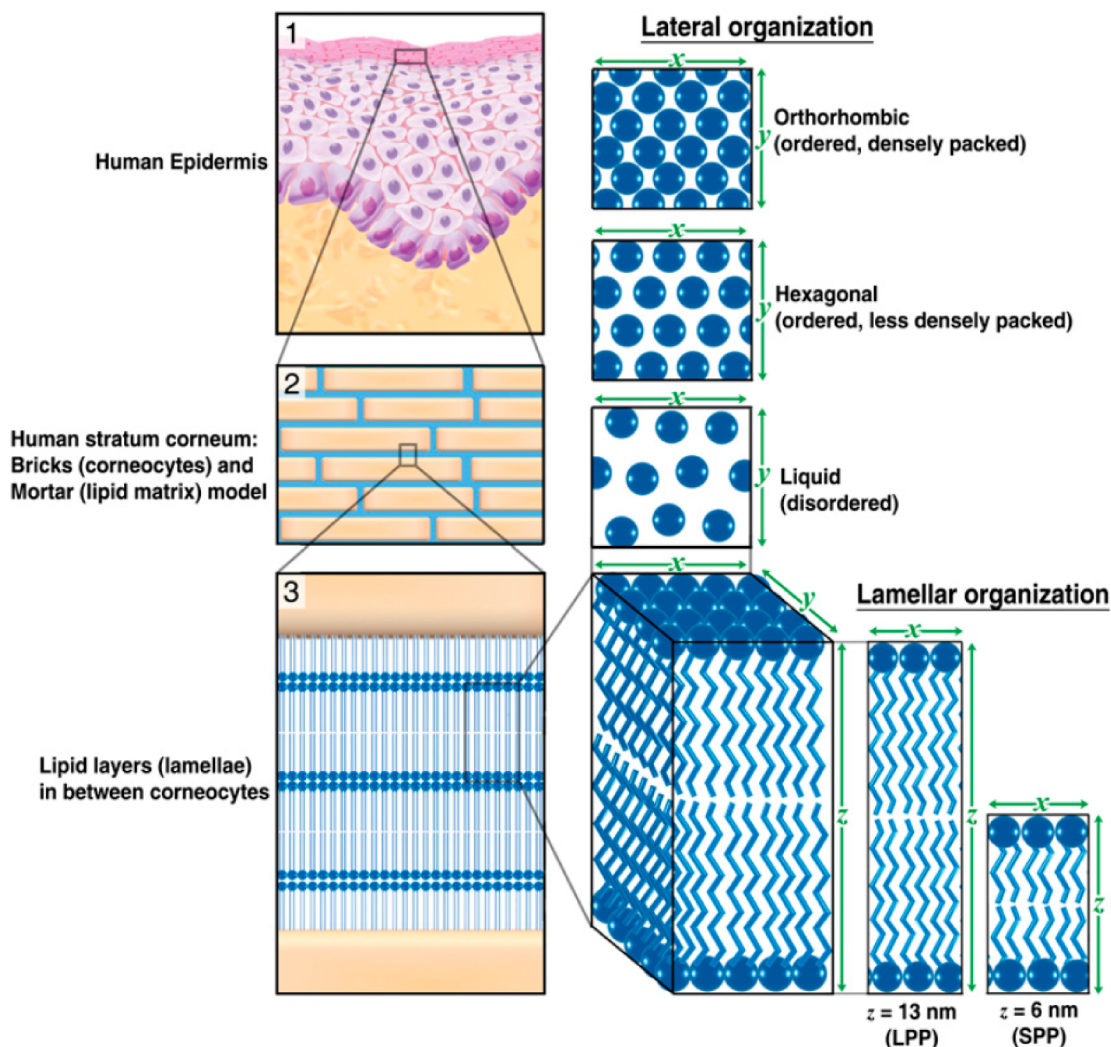 1
Human Epidermis
2
Human stratum corneum:
Bricks (corneocytes) and
Mortar (lipid matrix) model
3
Lipid layers (lamellae)
in between corneocytes
Lateral organization
x
y
Orthorhombic
(ordered, densely packed)
x
y
Hexagonal
(ordered, less densely packed)
x
y
Liquid
(disordered)
x
y
z
Lamellar organization
x
z
z = 13 nm
(LPP)
x
z
z = 6 nm
(SPP)